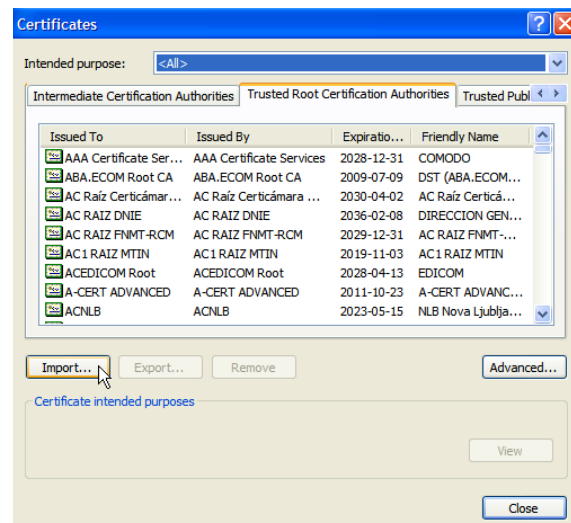 Certificates
Intended purpose: <All>
Intermediate Certification Authorities Trusted Root Certification Authorities Trusted Publ
Issued To Issued By Expiratio... Friendly Name
AAA Certificate Ser... AAA Certificate Services 2028-12-31 COMODO
ABA.ECOM Root CA ABA.ECOM Root CA 2009-07-09 DST (ABA.ECOM...
AC Raíz Certicámar... AC Raíz Certicámara ... 2030-04-02 AC Raíz Certicá...
AC RAIZ DNIE AC RAIZ DNIE 2036-02-08 DIRECCION GEN...
AC RAIZ FNMT-RCM AC RAIZ FNMT-RCM 2029-12-31 AC RAIZ FNMT-...
AC1 RAIZ MTIN AC1 RAIZ MTIN 2019-11-03 AC1 RAIZ MTIN
ACEDICOM Root ACEDICOM Root 2028-04-13 EDICOM
A-CERT ADVANCED A-CERT ADVANCED 2011-10-23 A-CERT ADVANC...
ACNLB ACNLB 2023-05-15 NLB Nova Ljublja...
Import... Export... Remove Advanced...
Certificate intended purposes
View
Close